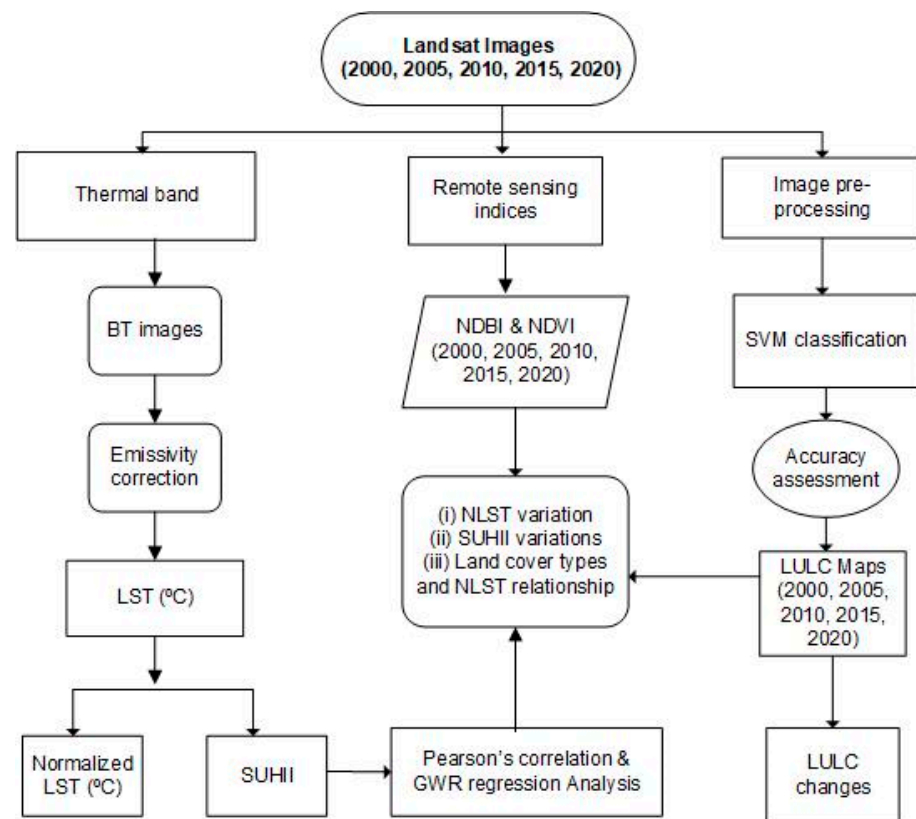 Landsat Images
(2000, 2005, 2010, 2015, 2020)
Thermal band
Remote sensing
indices
Image pre-
processing
BT images
NDBI & NDVI
(2000, 2005, 2010,
2015, 2020)
SVM classification
Emissivity
correction
Accuracy
assessment
(i) NLST variation
(ii) SUHII variations
(iii) Land cover types
and NLST relationship
LST (ºC)
LULC Maps
(2000, 2005,
2010, 2015,
2020)
Normalized
LST (ºC)
SUHII
Pearson's correlation &
GWR regression Analysis
LULC
changes